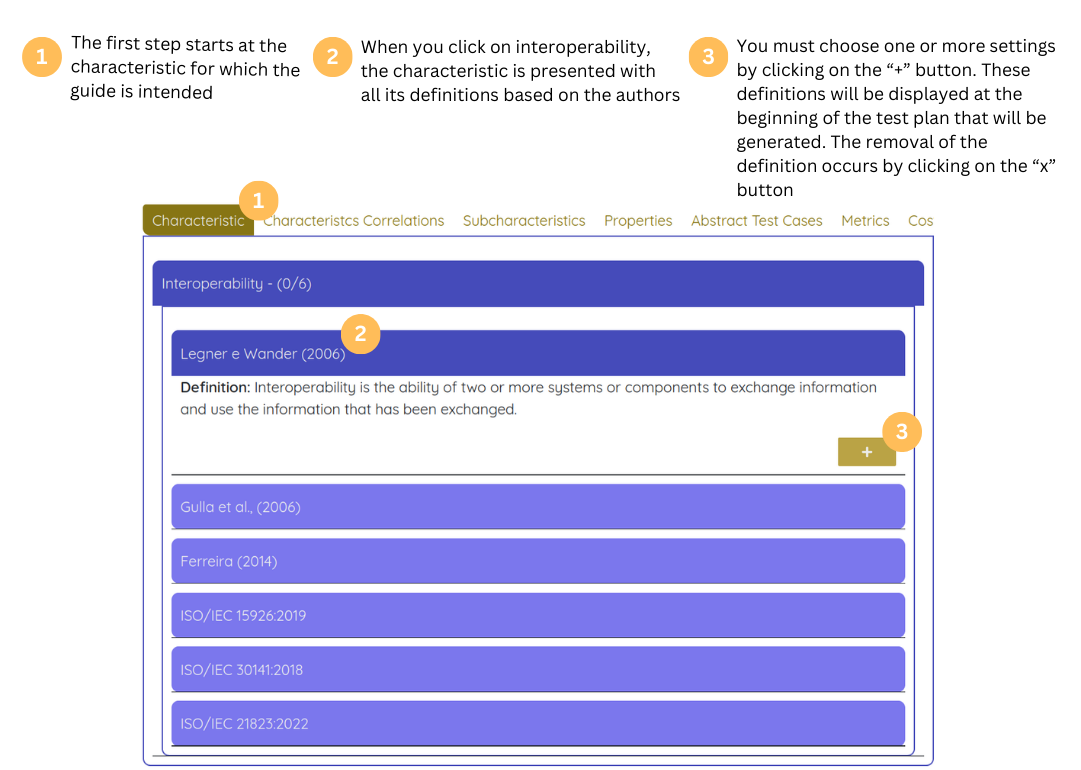 1
The first step starts at the
characteristic for which the
guide is intended
2
When you click on interoperability,
the characteristic is presented with
all its definitions based on the authors
3
You must choose one or more settings
by clicking on the “+” button. These
definitions will be displayed at the
beginning of the test plan that will be
generated. The removal of the
definition occurs by clicking on the “x”
button
1
Characteristic Characteristcs Correlations Subcharacteristics Properties Abstract Test Cases Metrics Cos
Interoperability - (0/6)
2
Legner e Wander (2006)
Definition: Interoperability is the ability of two or more systems or components to exchange information
and use the information that has been exchanged.
3
+
Gulla et al., (2006)
Ferreira (2014)
ISO/IEC 15926:2019
ISO/IEC 30141:2018
ISO/IEC 21823:2022